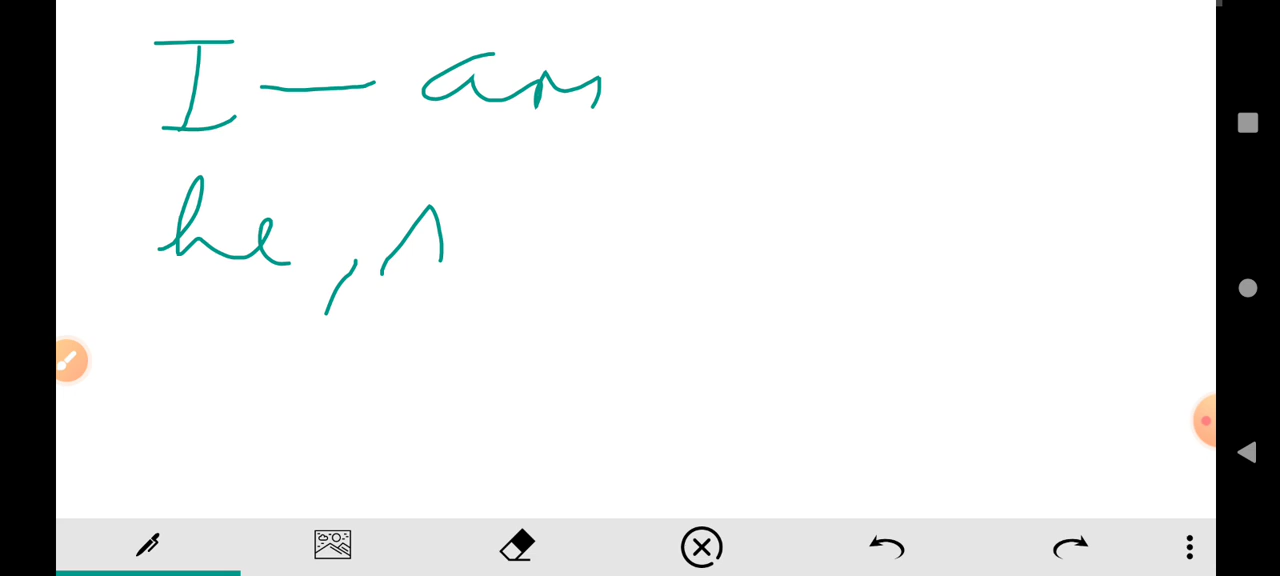 I — am
he,